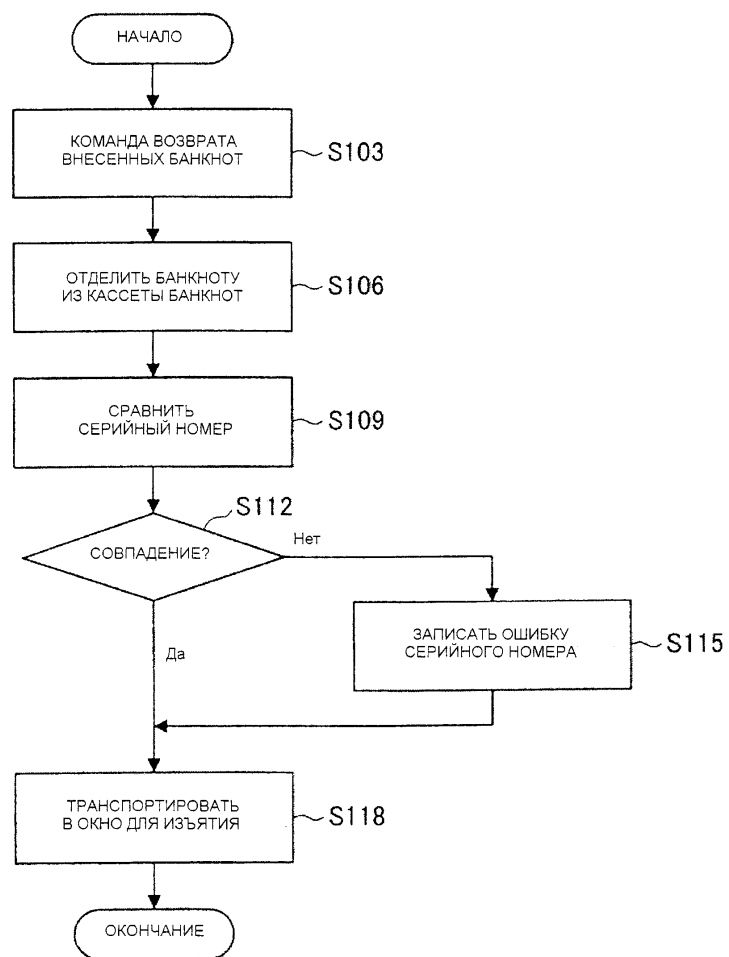 НАЧАЛО
КОМАНДА ВОЗВРАТА
ВНЕСЕННЫХ БАНКНОТ
S103
ОТДЕЛИТЬ БАНКНОТУ
ИЗ КАССЕТЫ БАНКНОТ
S106
СРАВНИТЬ
СЕРИЙНЫЙ НОМЕР
S109
S112
СОВПАДЕНИЕ?
Нет
ЗАПИСАТЬ ОШИБКУ
СЕРИЙНОГО НОМЕРА
S115
Да
ТРАНСПОРТИРОВАТЬ
В ОКНО ДЛЯ ИЗЪЯТИЯ
S118
ОКОНЧАНИЕ